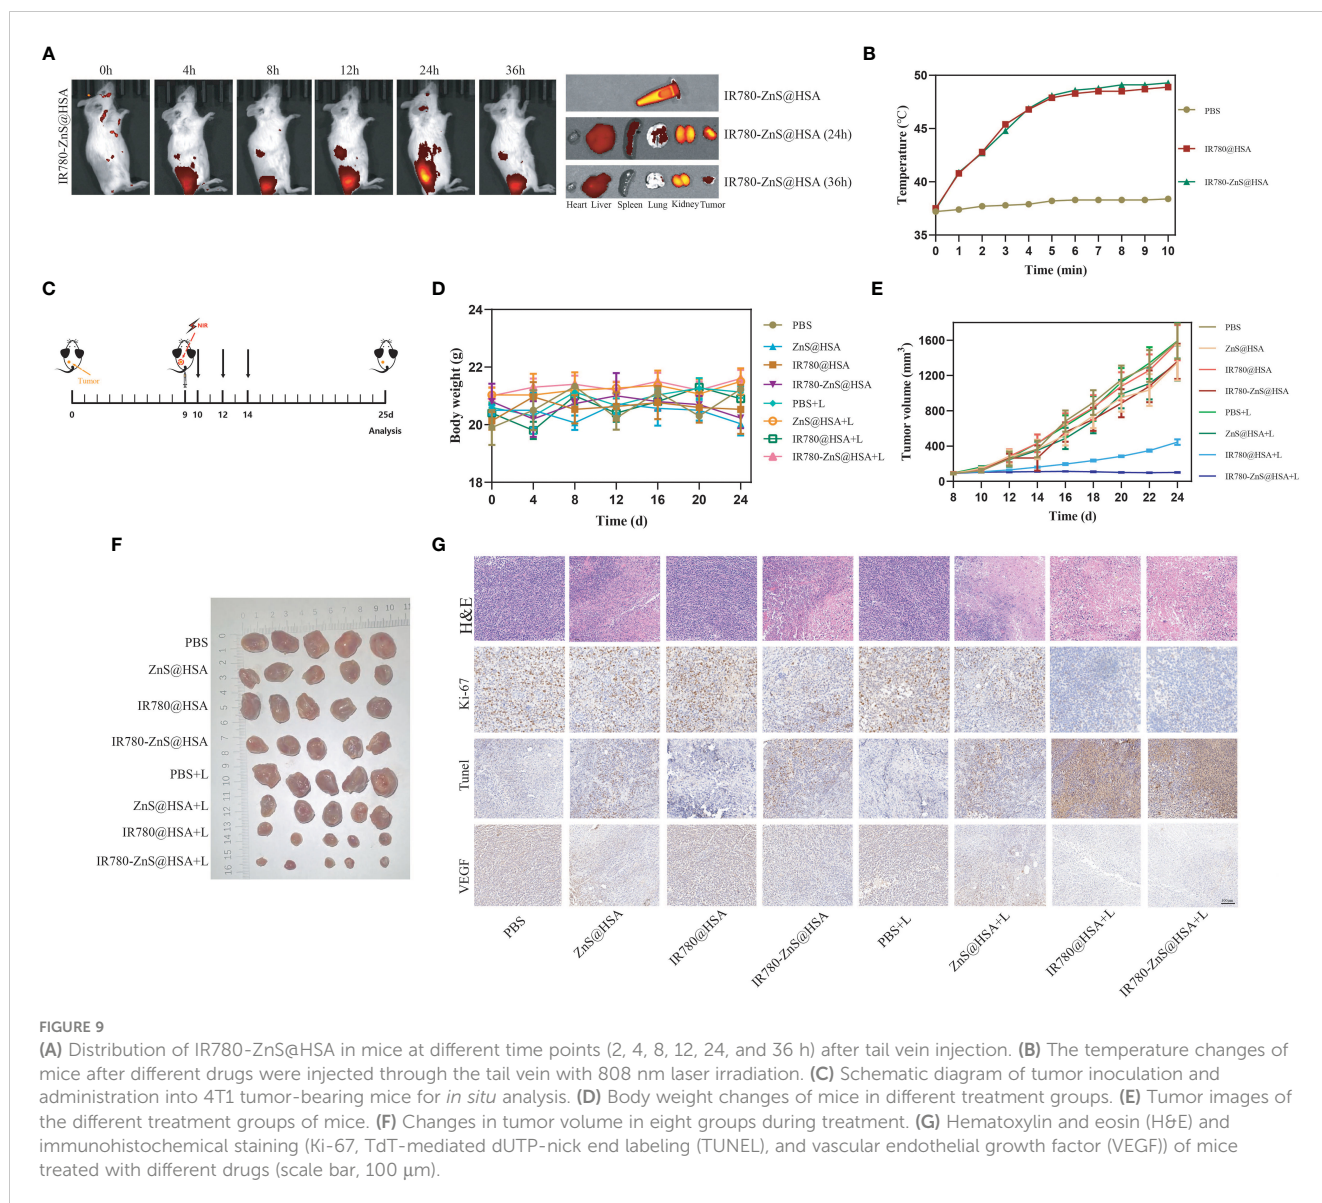 A
0h 4h 8h 12h 24h 36h
IR780-ZnS@HSA
IR780-ZnS@HSA
IR780-ZnS@HSA (24h)
IR780-ZnS@HSA (36h)
Heart Liver Spleen Lung Kidney Tumor
B
Temperature (°C)
50
45
40
35
0 1 2 3 4 5 6 7 8 9 10
Time (min)
PBS
IR780@HSA
IR780-ZnS@HSA
C
NIR
Tumor
0 9 10 12 14 25d
Analysis
D
Body weight (g)
24
22
20
18
0 4 8 12 16 20 24
Time (d)
PBS
ZnS@HSA
IR780@HSA
IR780-ZnS@HSA
PBS+L
ZnS@HSA+L
IR780@HSA+L
IR780-ZnS@HSA+L
E
Tumor volume (mm³)
1600
1200
800
400
0
8 10 12 14 16 18 20 22 24
Time (d)
PBS
ZnS@HSA
IR780@HSA
IR780-ZnS@HSA
PBS+L
ZnS@HSA+L
IR780@HSA+L
IR780-ZnS@HSA+L
F
PBS
ZnS@HSA
IR780@HSA
IR780-ZnS@HSA
PBS+L
ZnS@HSA+L
IR780@HSA+L
IR780-ZnS@HSA+L
G
H&E
Ki-67
Tunel
VEGF
PBS
ZnS@HSA
IR780@HSA
IR780-ZnS@HSA
PBS+L
ZnS@HSA+L
IR780@HSA+L
IR780-ZnS@HSA+L
FIGURE 9
(A) Distribution of IR780-ZnS@HSA in mice at different time points (2, 4, 8, 12, 24, and 36 h) after tail vein injection. (B) The temperature changes of
mice after different drugs were injected through the tail vein with 808 nm laser irradiation. (C) Schematic diagram of tumor inoculation and
administration into 4T1 tumor-bearing mice for in situ analysis. (D) Body weight changes of mice in different treatment groups. (E) Tumor images of
the different treatment groups of mice. (F) Changes in tumor volume in eight groups during treatment. (G) Hematoxylin and eosin (H&E) and
immunohistochemical staining (Ki-67, TdT-mediated dUTP-nick end labeling (TUNEL), and vascular endothelial growth factor (VEGF)) of mice
treated with different drugs (scale bar, 100 μm).